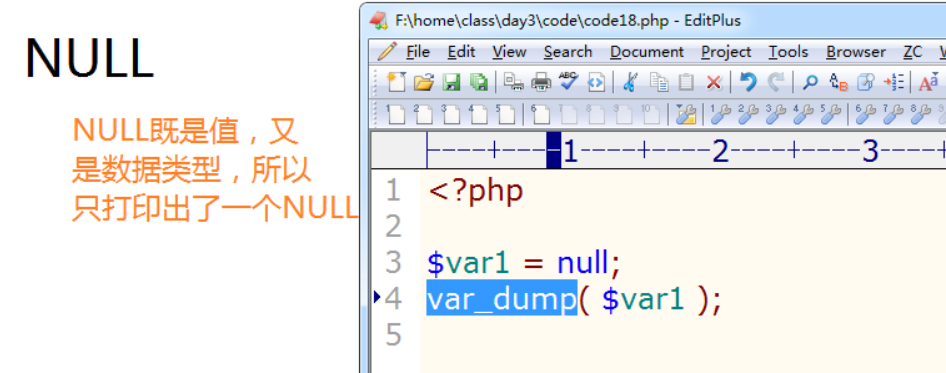 NULL
NULL既是值，又
是数据类型，所以
只打印出了一个NULL
F:\home\class\day3\code\code18.php - EditPlus
File Edit View Search Document Project Tools Browser ZC
----+----1----+----2----+----3----+
1 <?php
2
3 $var1 = null;
4 var_dump( $var1 );
5